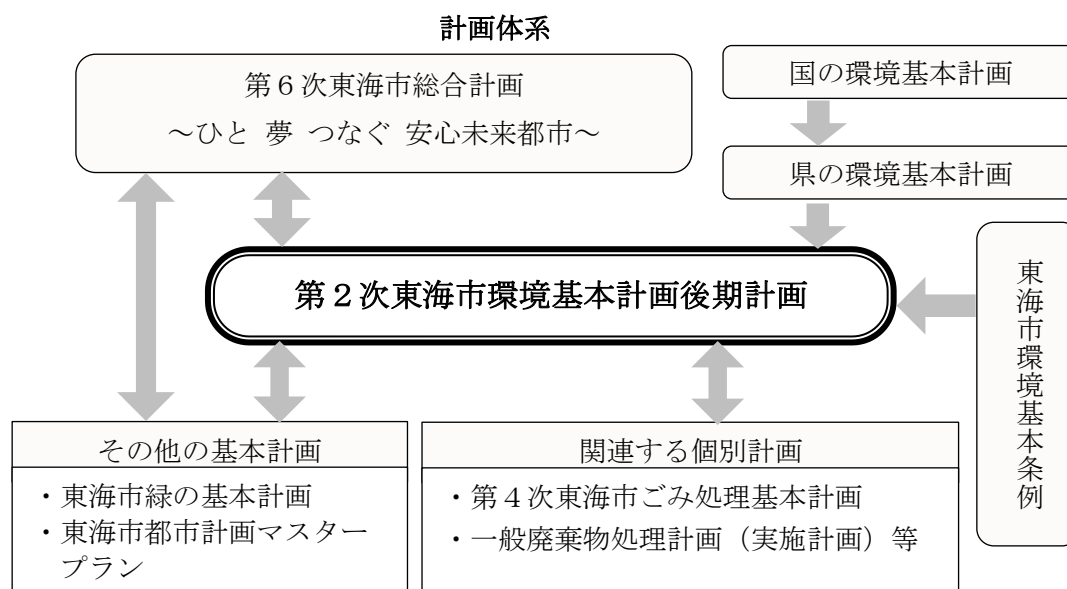 計画体系
第６次東海市総合計画
～ひと 夢 つなぐ 安心未来都市～
国の環境基本計画
県の環境基本計画
第２次東海市環境基本計画後期計画
東海市環境基本条例
その他の基本計画
・東海市緑の基本計画
・東海市都市計画マスター
プラン
関連する個別計画
・第４次東海市ごみ処理基本計画
・一般廃棄物処理計画（実施計画）等